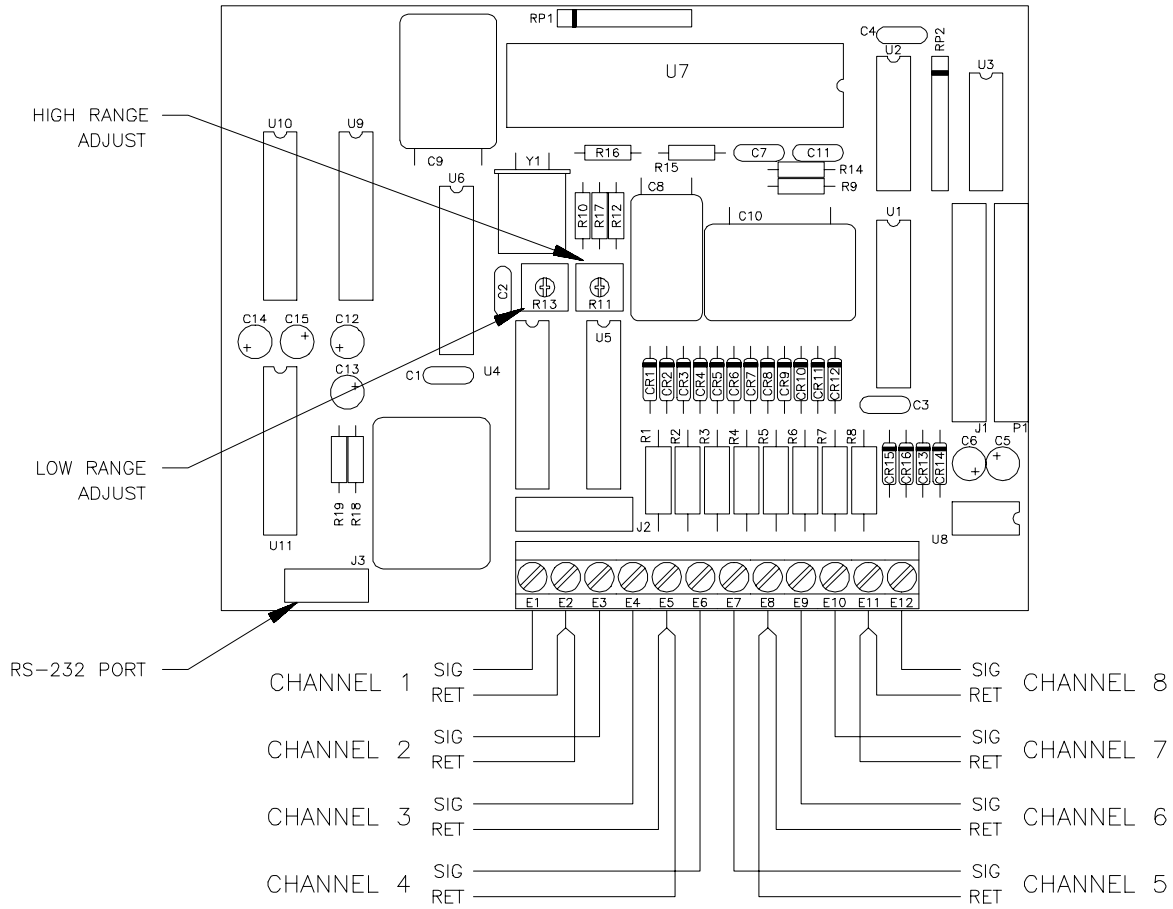 RP1
C4
U2
RP2
U3
U7
HIGH RANGE
ADJUST
U10
U9
C9
U6
Y1
R16
R15
C7
C11
R14
R9
C8
C10
U1
R10
R17
R12
C2
R13
R11
C14
C15
C12
C13
C1
U4
U5
CR1
CR2
CR3
CR4
CR5
CR6
CR7
CR8
CR9
CR10
CR11
CR12
C3
J1
P1
LOW RANGE
ADJUST
R1
R2
R3
R4
R5
R6
R7
R8
CR15
CR16
CR13
CR14
C6
C5
R19
R18
U11
J2
U8
J3
E1
E2
E3
E4
E5
E6
E7
E8
E9
E10
E11
E12
RS-232 PORT
CHANNEL 1
SIG
RET
SIG
RET
CHANNEL 8
CHANNEL 2
SIG
RET
SIG
RET
CHANNEL 7
CHANNEL 3
SIG
RET
SIG
RET
CHANNEL 6
CHANNEL 4
SIG
RET
SIG
RET
CHANNEL 5